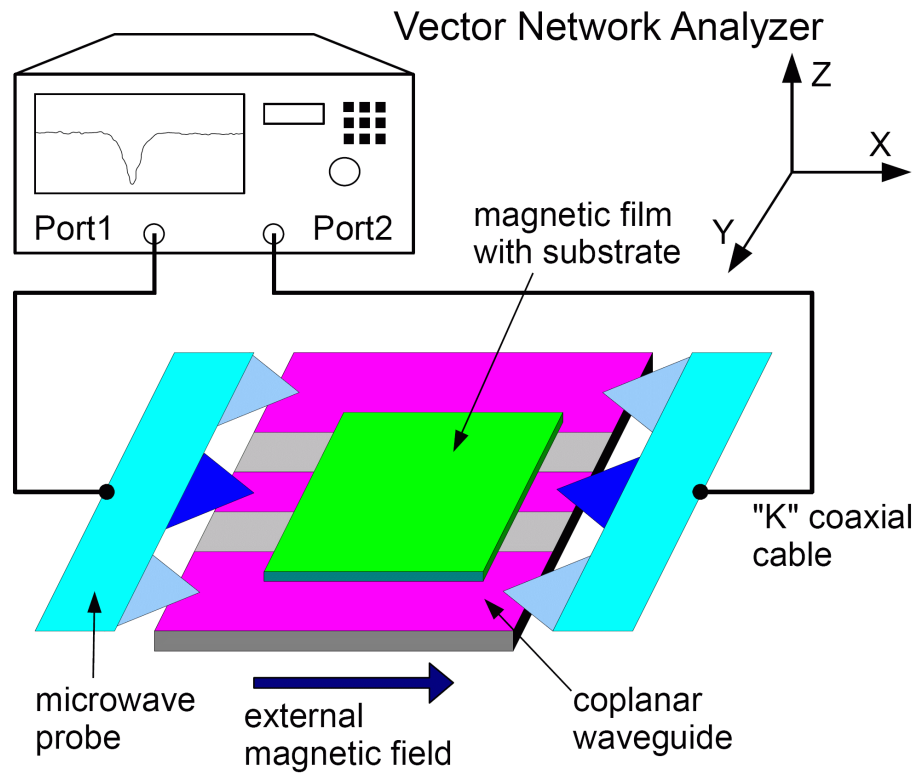 Vector Network Analyzer
Z
X
Y
Port1
Port2
magnetic film
with substrate
"K" coaxial
cable
microwave
probe
external
magnetic field
coplanar
waveguide